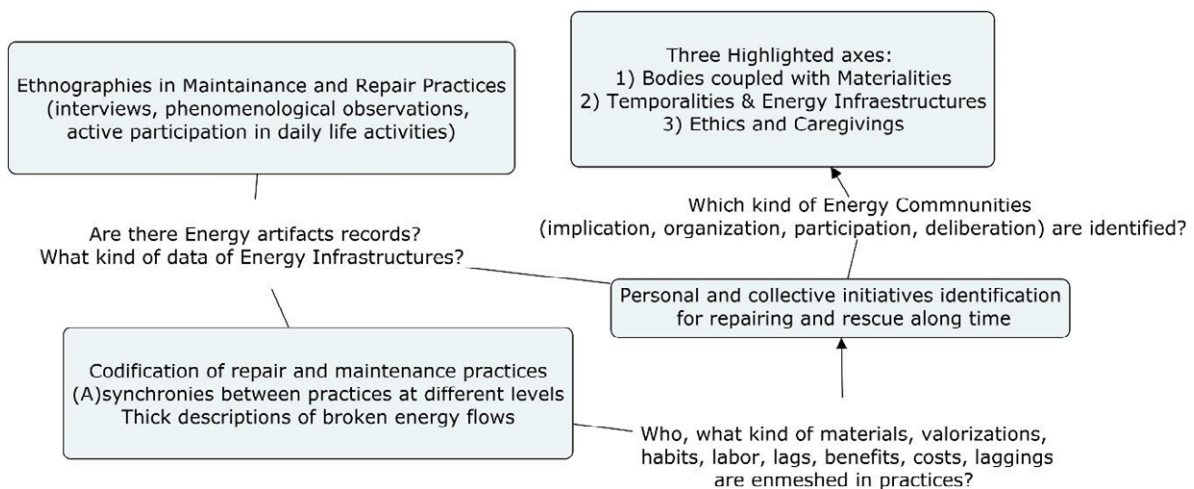 Ethnographies in Maintainance and Repair Practices
(interviews, phenomenological observations,
active participation in daily life activities)
Three Highlighted axes:
1) Bodies coupled with Materialities
2) Temporalities & Energy Infraestructures
3) Ethics and Caregivings
Are there Energy artifacts records?
What kind of data of Energy Infrastructures?
Which kind of Energy Commnunities
(implication, organization, participation, deliberation) are identified?
Personal and collective initiatives identification
for repairing and rescue along time
Codification of repair and maintenance practices
(A)synchronies between practices at different levels
Thick descriptions of broken energy flows
Who, what kind of materials, valorizations,
habits, labor, lags, benefits, costs, laggings
are enmeshed in practices?